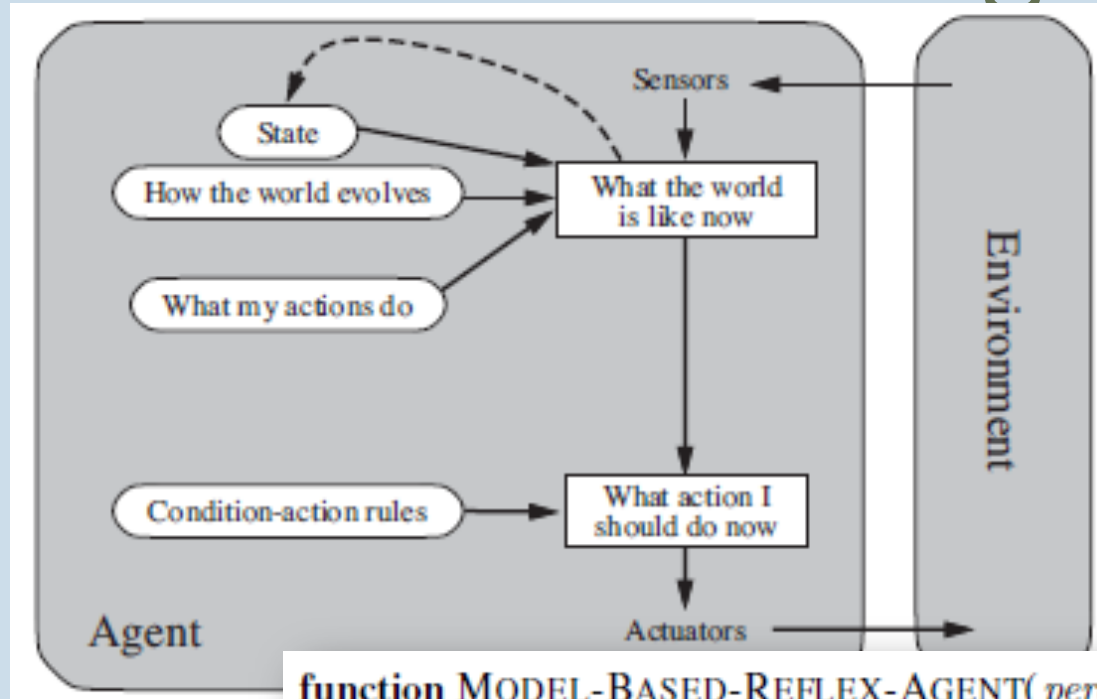 Sensors
State
How the world evolves
What the world
is like now
What my actions do
Environment
Condition-action rules
What action I
should do now
Agent
Actuators
function MODEL-BASED-REFLEX-AGENT(